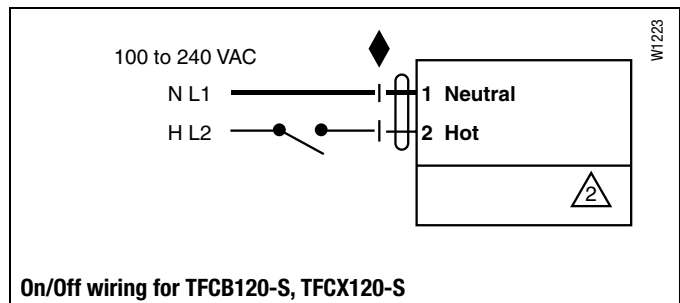 W1223
100 to 240 VAC
N L1
1 Neutral
H L2
2 Hot
2
On/Off wiring for TFCB120-S, TFCX120-S